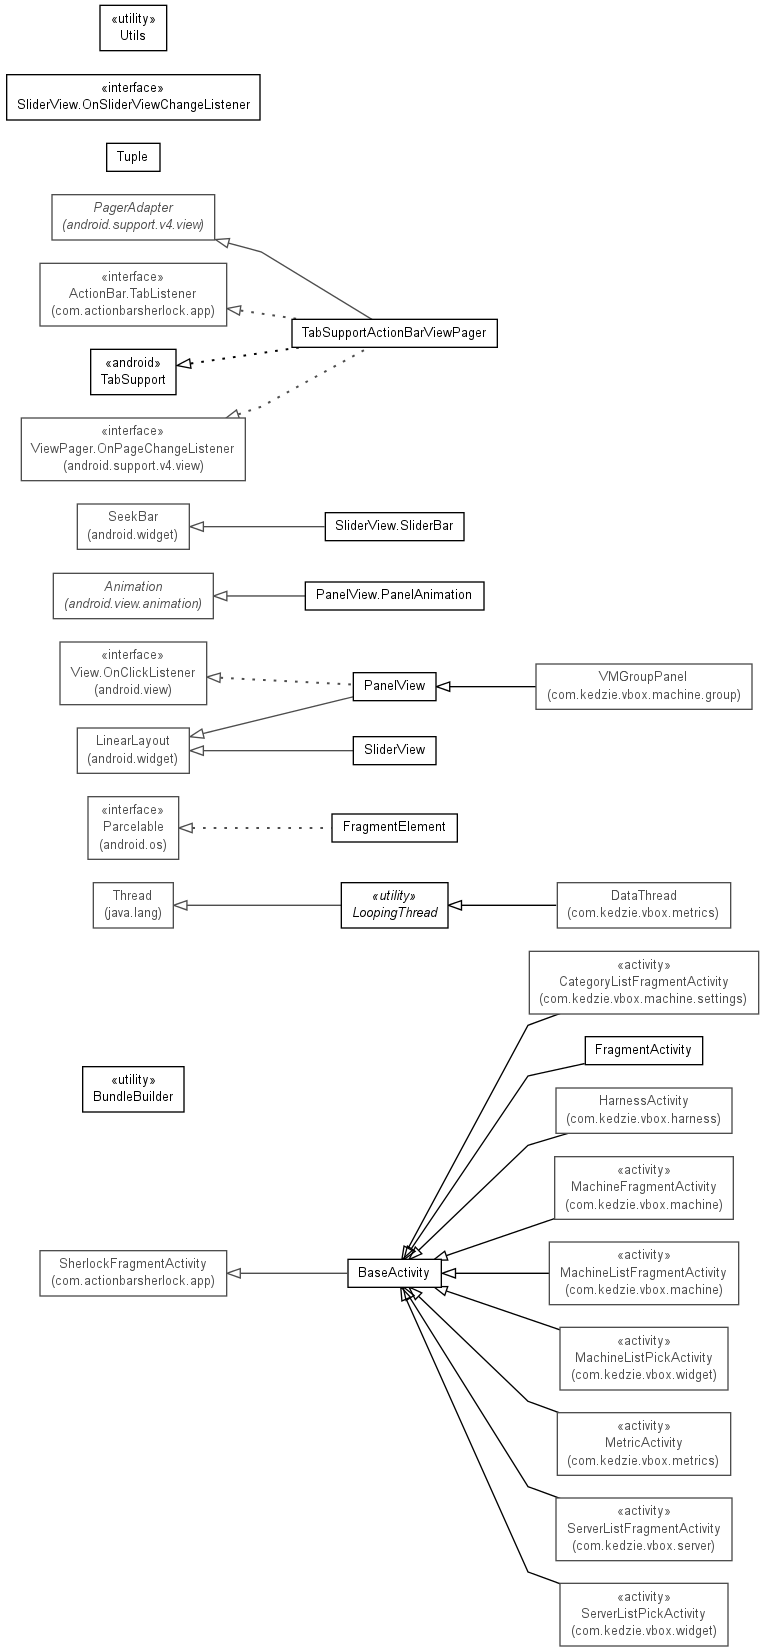 «utility»
Utils
«interface»
SliderView.OnSliderViewChangeListener
Tuple
PagerAdapter
(android.support.v4.view)
«interface»
ActionBar.TabListener
(com.actionbarsherlock.app)
TabSupportActionBarViewPager
«android»
TabSupport
«interface»
ViewPager.OnPageChangeListener
(android.support.v4.view)
SeekBar
(android.widget)
SliderView.SliderBar
Animation
(android.view.animation)
PanelView.PanelAnimation
«interface»
View.OnClickListener
(android.view)
PanelView
VMGroupPanel
(com.kedzie.vbox.machine.group)
LinearLayout
(android.widget)
SliderView
«interface»
Parcelable
(android.os)
FragmentElement
Thread
(java.lang)
«utility»
LoopingThread
DataThread
(com.kedzie.vbox.metrics)
«activity»
CategoryListFragmentActivity
(com.kedzie.vbox.machine.settings)
FragmentActivity
«utility»
BundleBuilder
HarnessActivity
(com.kedzie.vbox.harness)
«activity»
MachineFragmentActivity
(com.kedzie.vbox.machine)
SherlockFragmentActivity
(com.actionbarsherlock.app)
BaseActivity
«activity»
MachineListFragmentActivity
(com.kedzie.vbox.machine)
«activity»
MachineListPickActivity
(com.kedzie.vbox.widget)
«activity»
MetricActivity
(com.kedzie.vbox.metrics)
«activity»
ServerListFragmentActivity
(com.kedzie.vbox.server)
«activity»
ServerListPickActivity
(com.kedzie.vbox.widget)